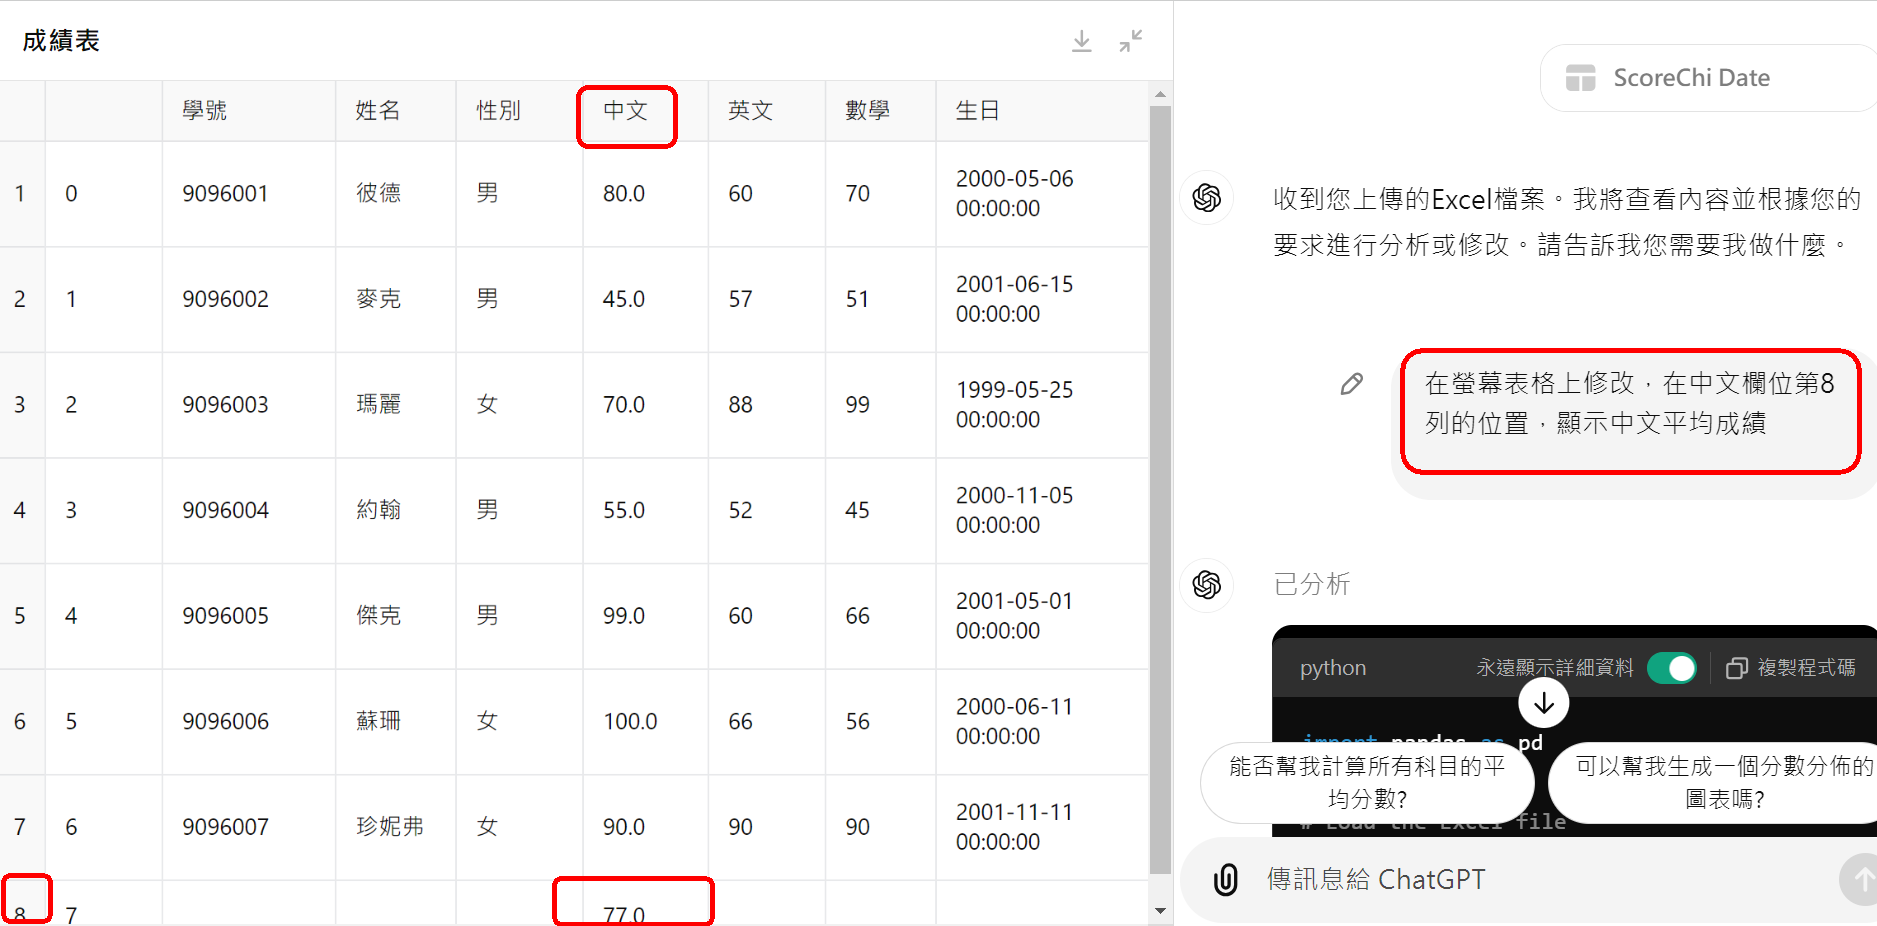 成績表
學號 姓名 性別 中文 英文 數學 生日
1 0 9096001 彼德 男 80.0 60 70 2000-05-06 00:00:00
2 1 9096002 麥克 男 45.0 57 51 2001-06-15 00:00:00
3 2 9096003 瑪麗 女 70.0 88 99 1999-05-25 00:00:00
4 3 9096004 約翰 男 55.0 52 45 2000-11-05 00:00:00
5 4 9096005 傑克 男 99.0 60 66 2001-05-01 00:00:00
6 5 9096006 蘇珊 女 100.0 66 56 2000-06-11 00:00:00
7 6 9096007 珍妮弗 女 90.0 90 90 2001-11-11 00:00:00
8 7 77.0
ScoreChi Date
收到您上傳的Excel檔案。我將查看內容並根據您的
要求進行分析或修改。請告訴我您需要我做什麼。
在螢幕表格上修改，在中文欄位第8
列的位置，顯示中文平均成績
已分析
python 永遠顯示詳細資料 複製程式碼
import pandas as pd
能否幫我計算所有科目的平
均分數?
可以幫我生成一個分數分佈的
圖表嗎?
# Load the Excel file
傳訊息給 ChatGPT